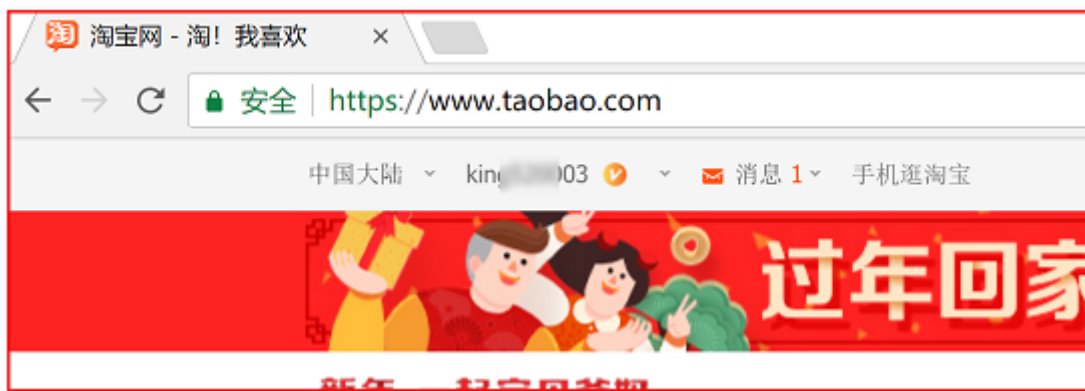 淘 淘宝网 - 淘！我喜欢
安全 https://www.taobao.com
中国大陆 消息 1 手机逛淘宝
过年回家